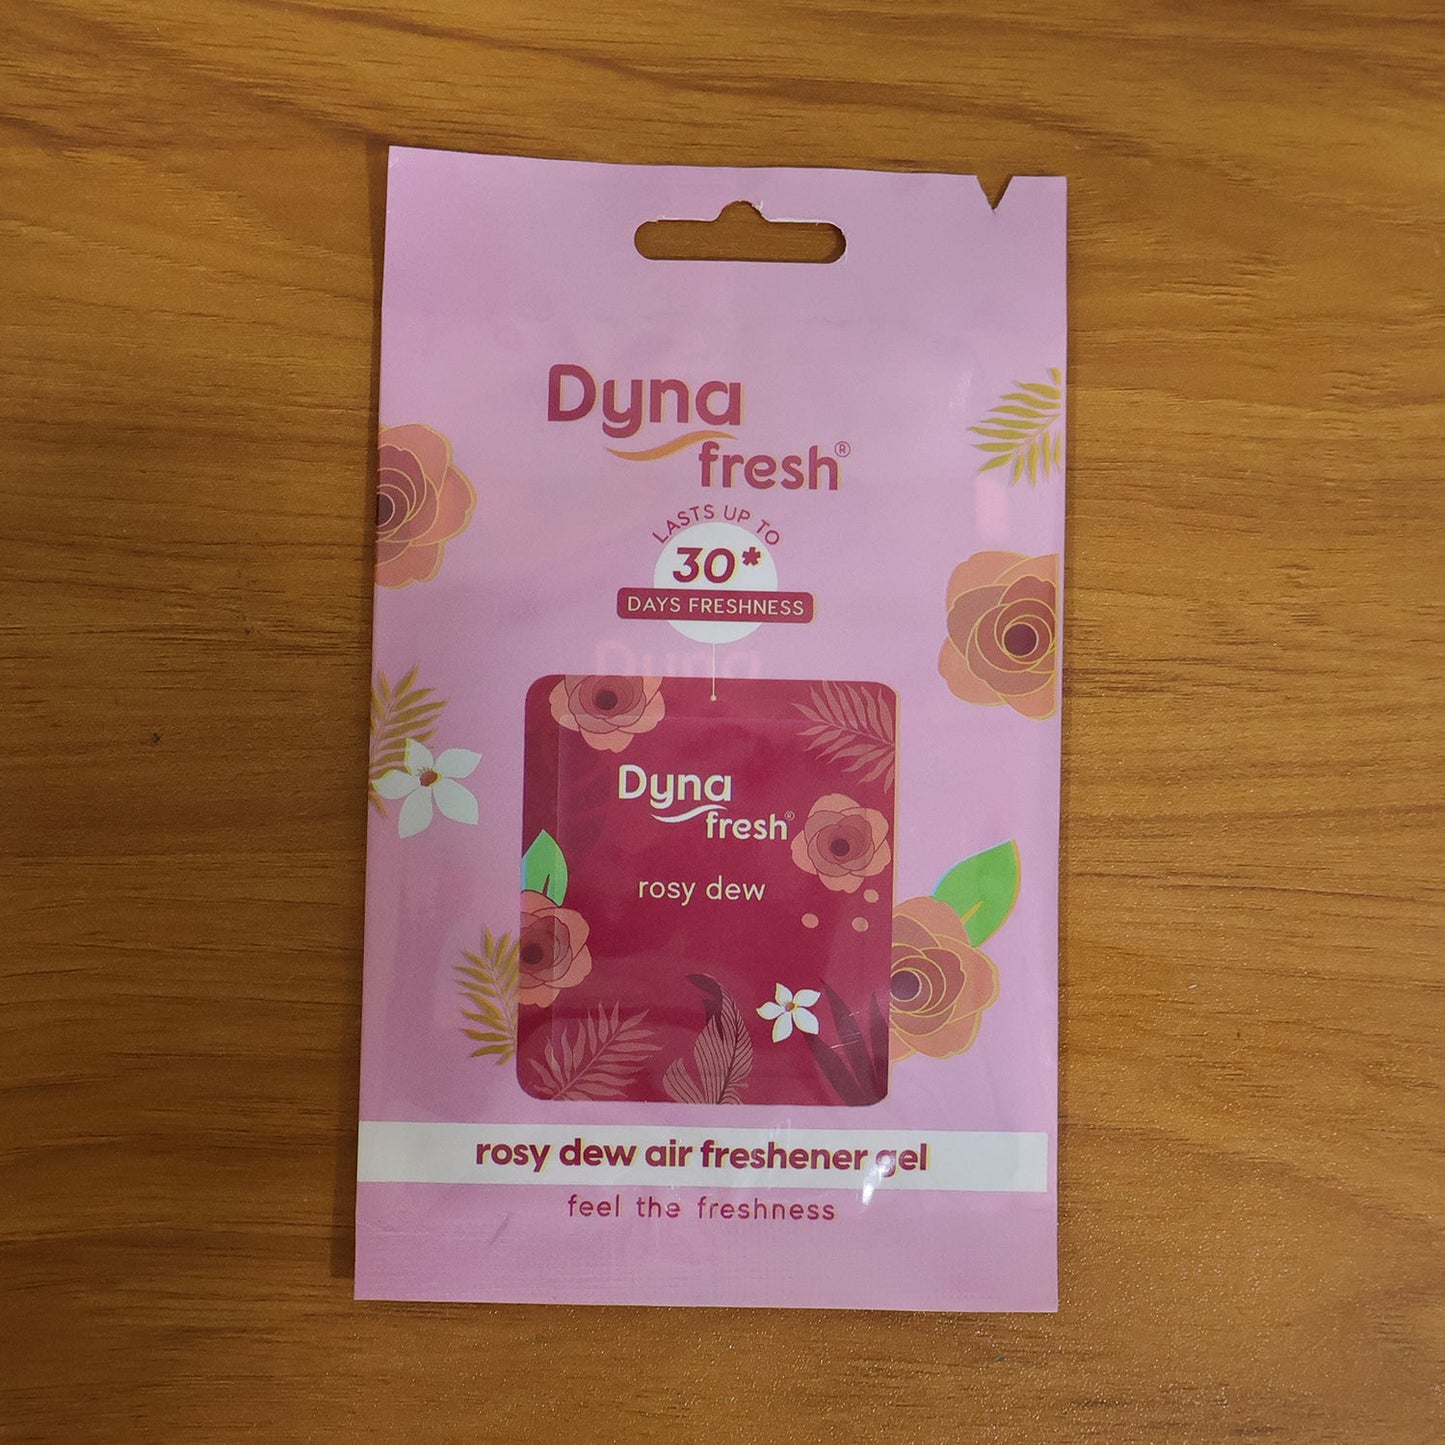 Dyna
fresh®
LASTS UP TO
30*
DAYS FRESHNESS
Dyna
Dyna
fresh®
rosy dew
rosy dew air freshener gel
feel the freshness